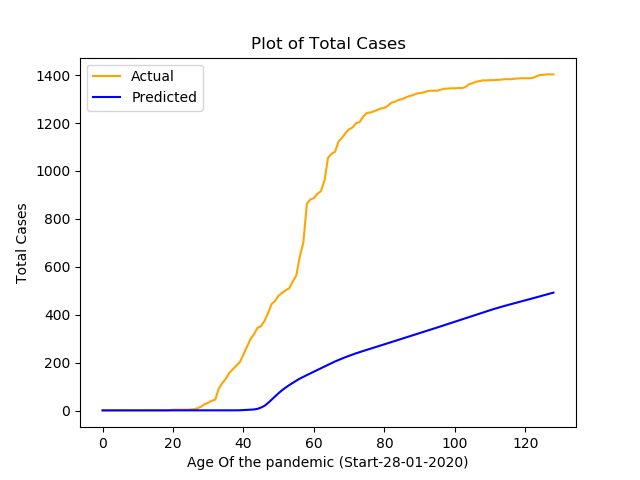 Plot of Total Cases
Actual
Predicted
1400
1200
1000
800
600
400
200
0
Total Cases
0 20 40 60 80 100 120
Age Of the pandemic (Start-28-01-2020)